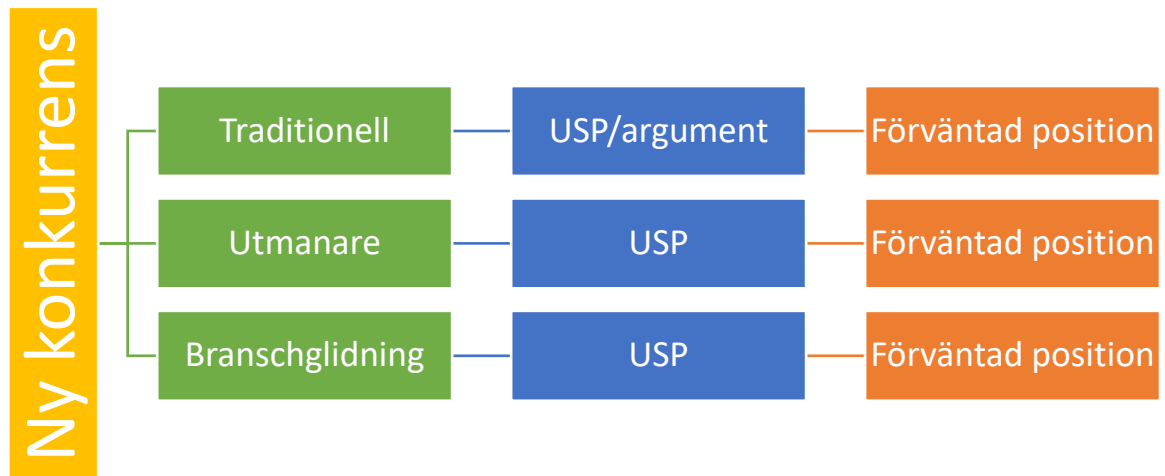 Ny konkurrens
Traditionell
USP/argument
Förväntad position
Utmanare
USP
Förväntad position
Branschglidning
USP
Förväntad position